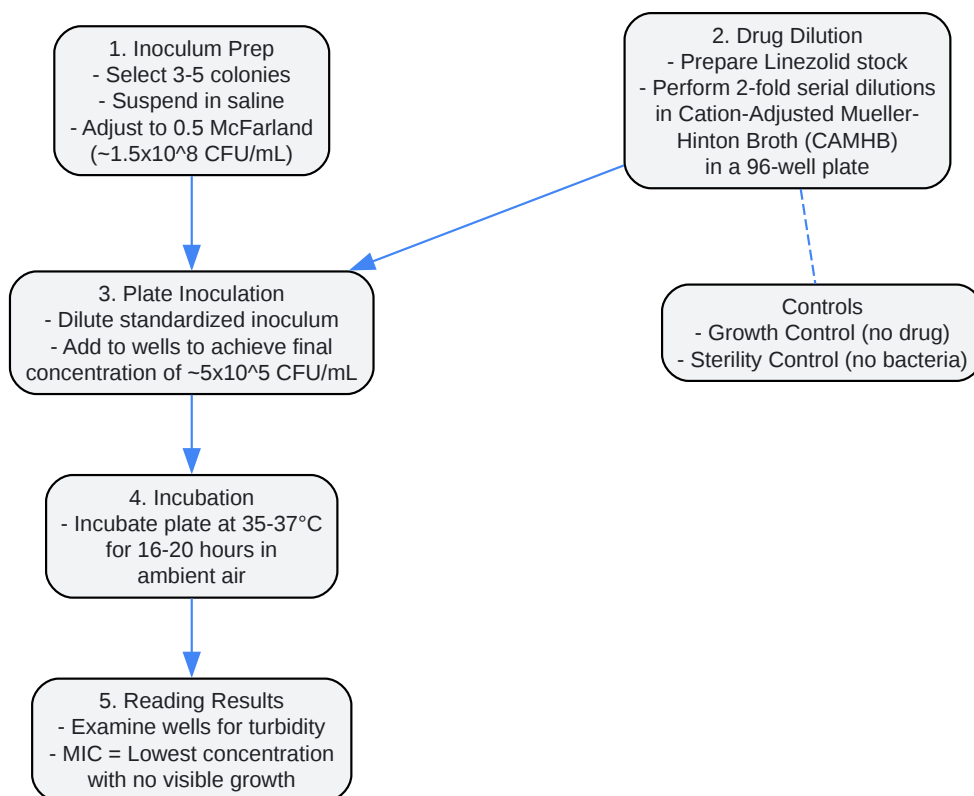 1. Inoculum Prep
- Select 3-5 colonies
- Suspend in saline
- Adjust to 0.5 McFarland
(~1.5x10^8 CFU/mL)
2. Drug Dilution
- Prepare Linezolid stock
- Perform 2-fold serial dilutions
in Cation-Adjusted Mueller-
Hinton Broth (CAMHB)
in a 96-well plate
3. Plate Inoculation
- Dilute standardized inoculum
- Add to wells to achieve final
concentration of ~5x10^5 CFU/mL
Controls
- Growth Control (no drug)
- Sterility Control (no bacteria)
4. Incubation
- Incubate plate at 35-37°C
for 16-20 hours in
ambient air
5. Reading Results
- Examine wells for turbidity
- MIC = Lowest concentration
with no visible growth